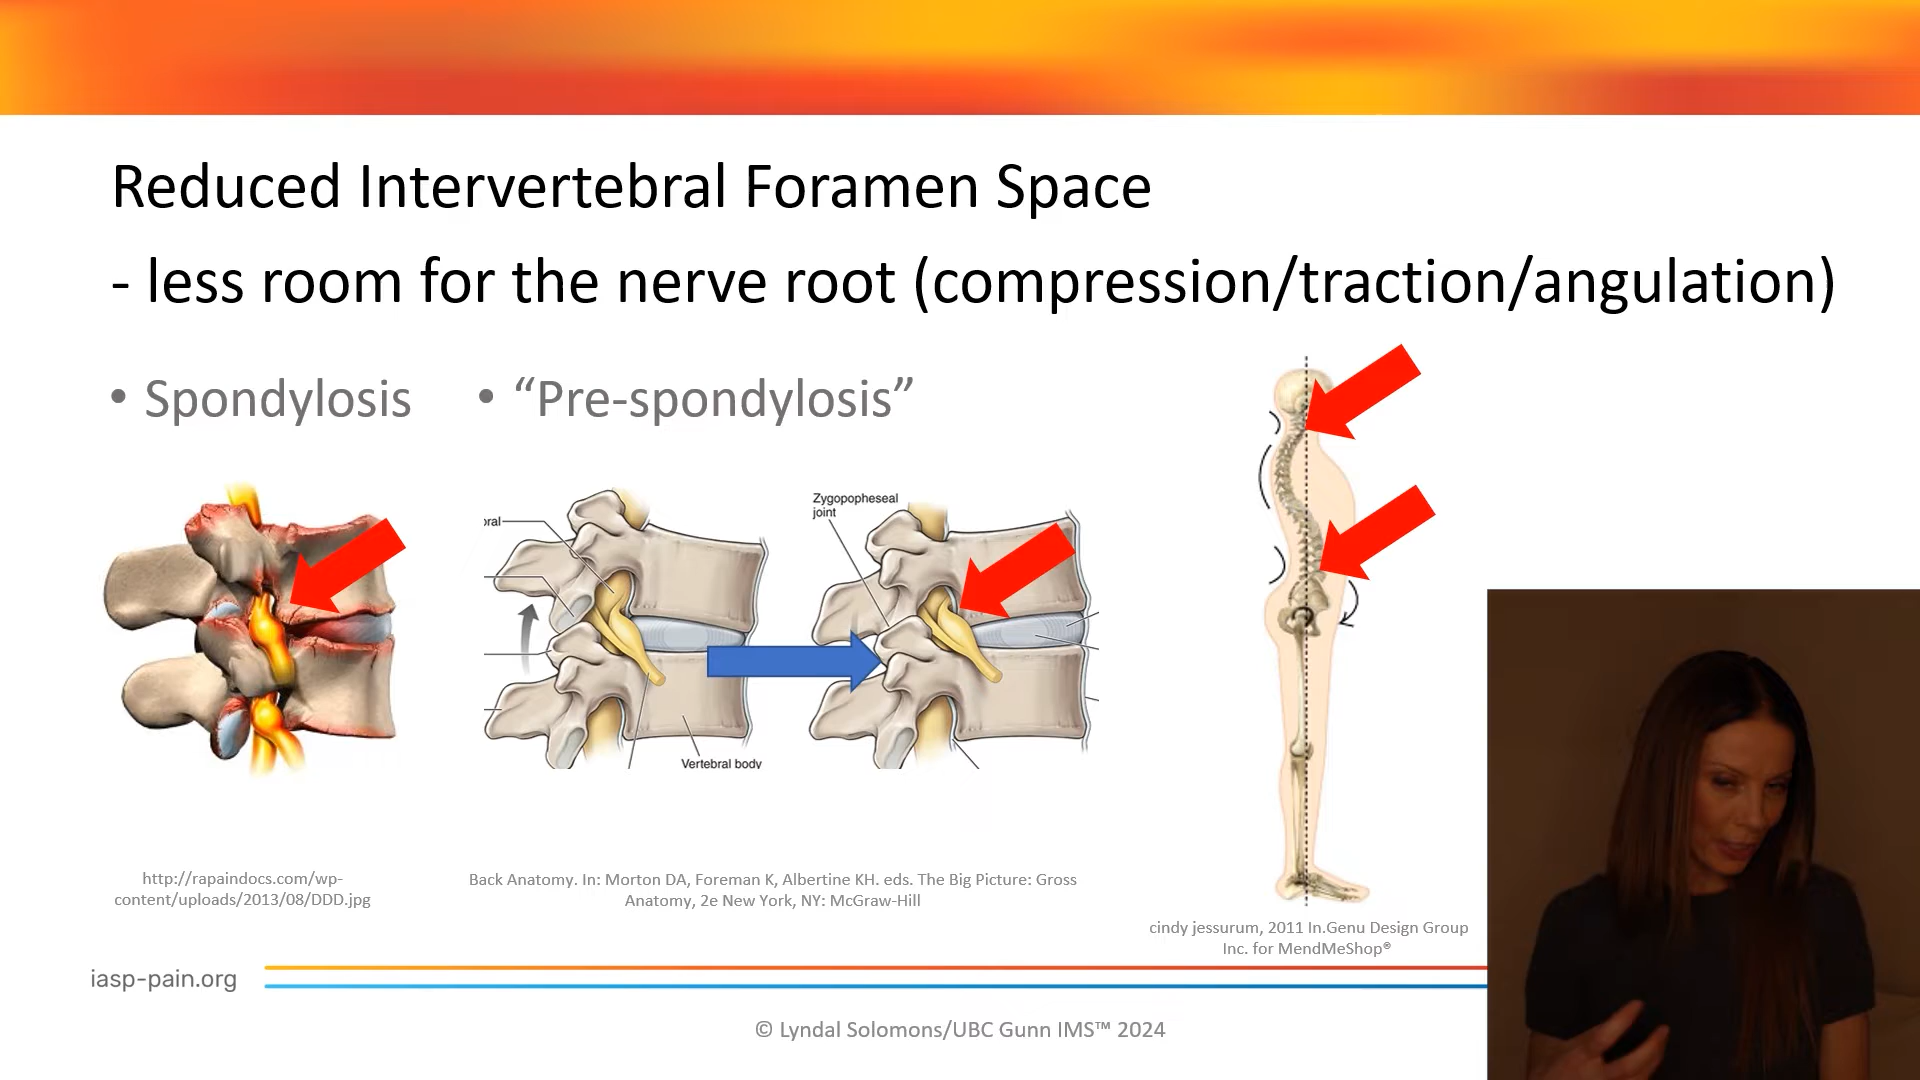 Reduced Intervertebral Foramen Space
- less room for the nerve root (compression/traction/angulation)
• Spondylosis
• “Pre-spondylosis”
oral
Zygopopheseal
joint
Vertebral body
http://rapaindocs.com/wp-
content/uploads/2013/08/DDD.jpg
Back Anatomy. In: Morton DA, Foreman K, Albertine KH. eds. The Big Picture: Gross
Anatomy, 2e New York, NY: McGraw-Hill
cindy jessurum, 2011 In.Genu Design Group
Inc. for MendMeShop®
iasp-pain.org
© Lyndal Solomons/UBC Gunn IMS™ 2024